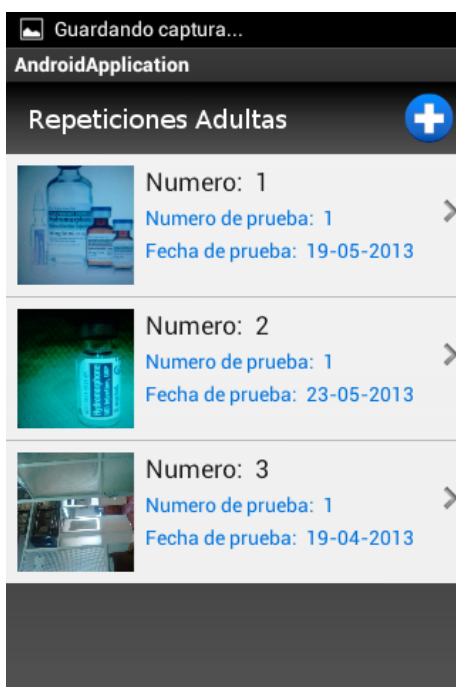 Guardando captura...
AndroidApplication
Repeticiones Adultas
Numero: 1
Numero de prueba: 1
Fecha de prueba: 19-05-2013
Numero: 2
Numero de prueba: 1
Fecha de prueba: 23-05-2013
Hydromorphone
Numero: 3
Numero de prueba: 1
Fecha de prueba: 19-04-2013